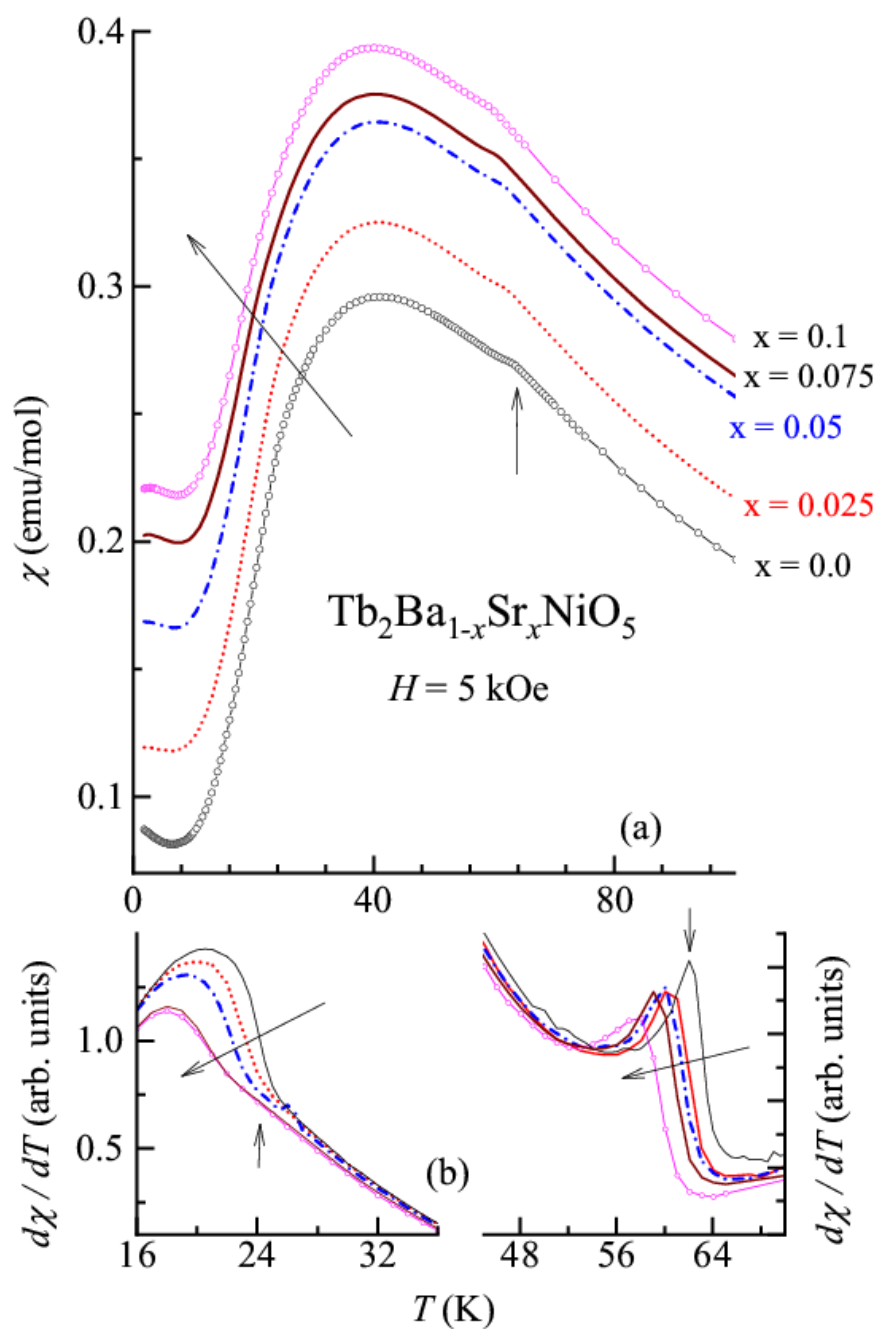 0.4
0.3
0.2
0.1
χ (emu/mol)
x = 0.1
x = 0.075
x = 0.05
x = 0.025
x = 0.0
Tb₂Ba₁₋ₓSrₓNiO₅
H = 5 kOe
(a)
0 40 80
dχ / dT (arb. units)
1.0
0.5
(b)
dχ / dT (arb. units)
16 24 32 48 56 64
T (K)